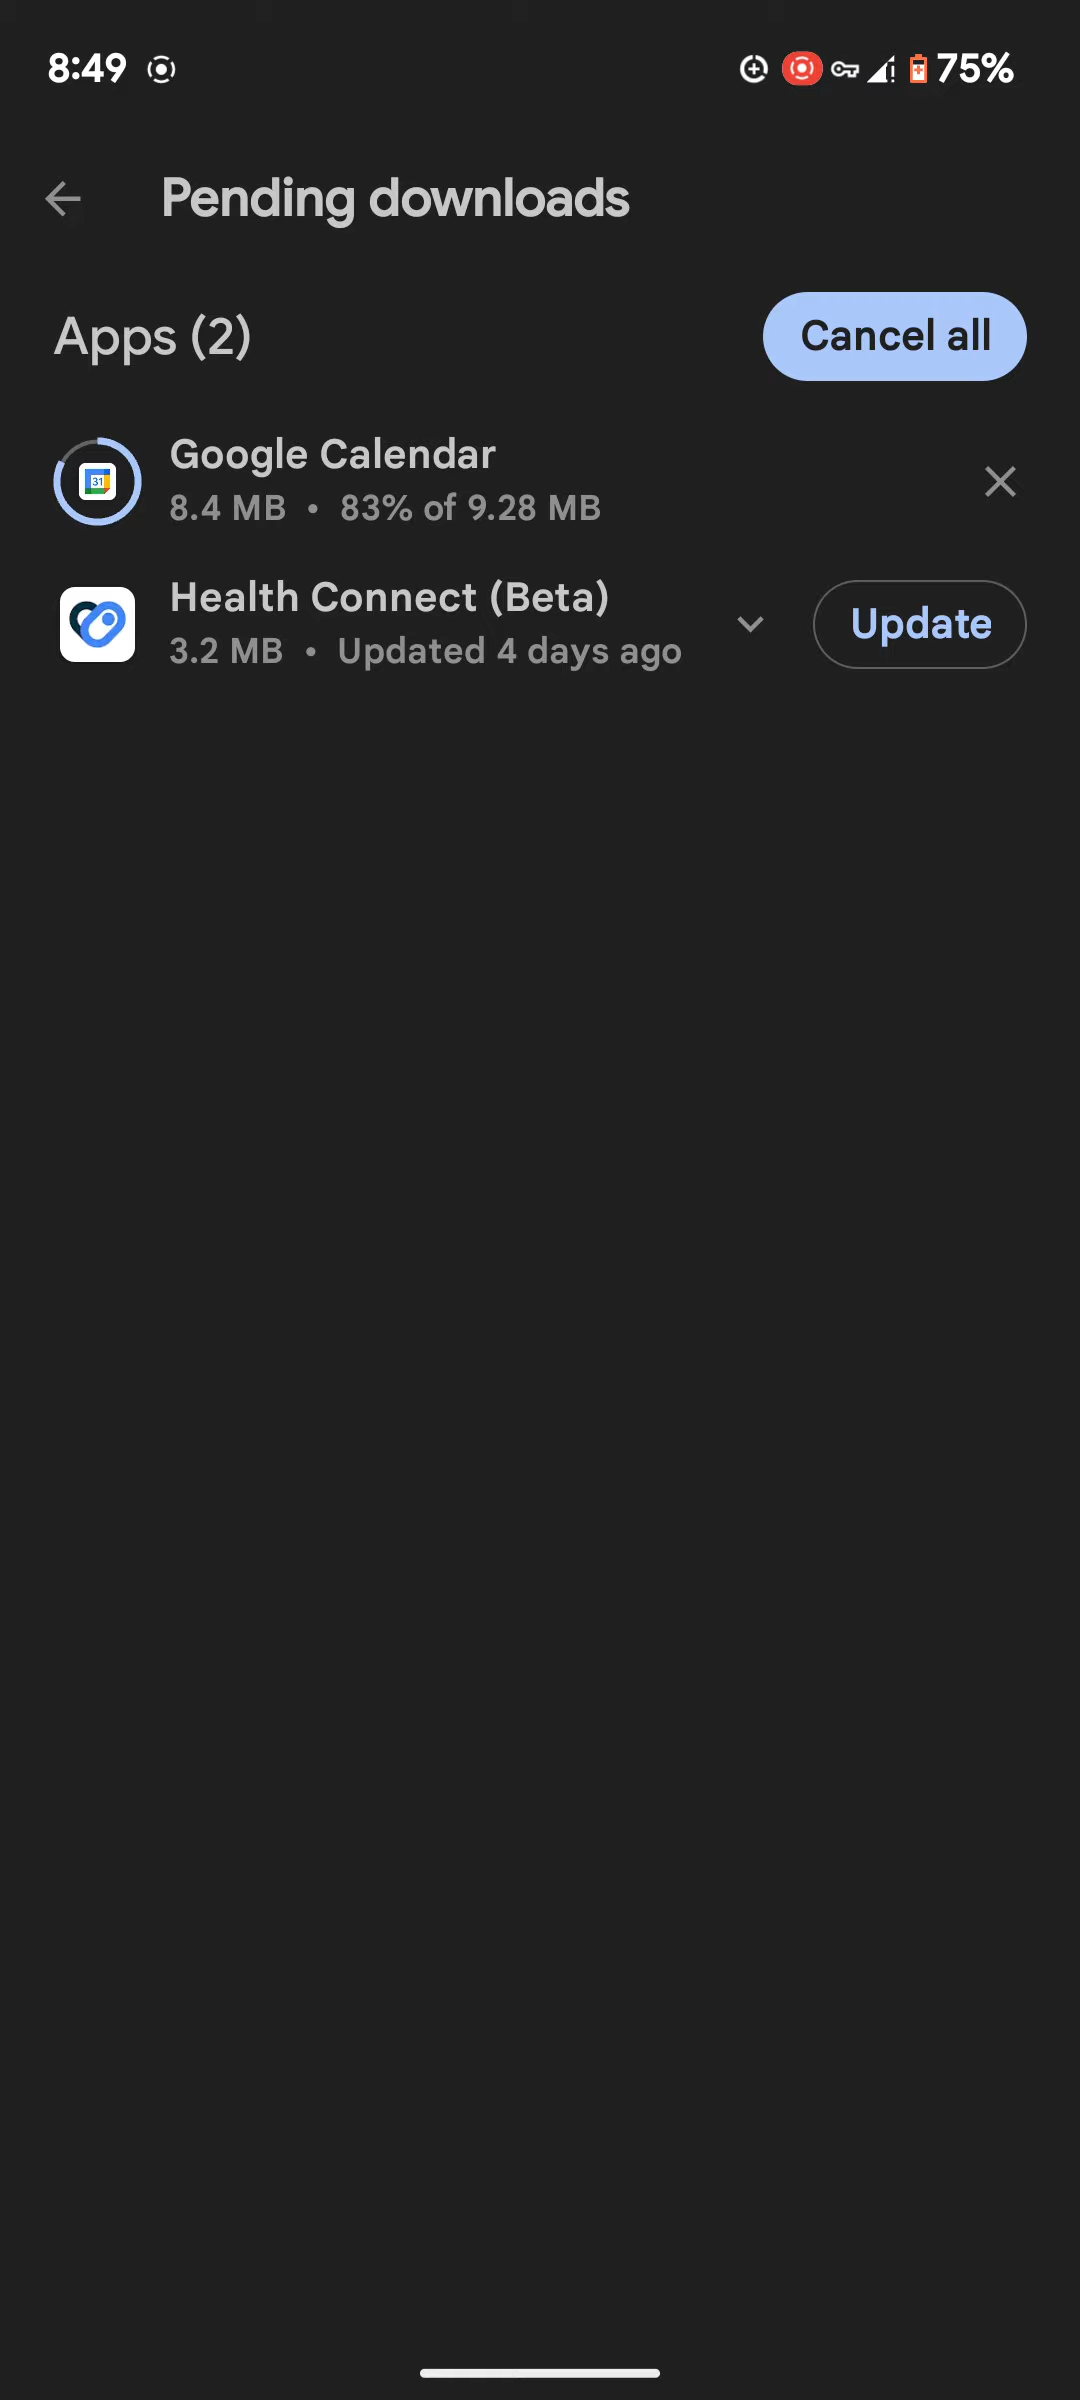 8:49
75%
Pending downloads
Apps (2)
Cancel all
Google Calendar
8.4 MB • 83% of 9.28 MB
31
Health Connect (Beta)
3.2 MB • Updated 4 days ago
Update